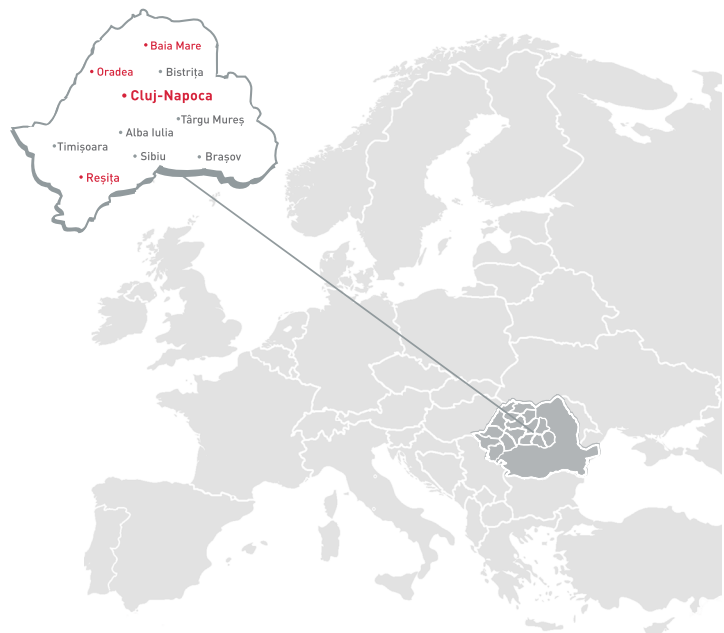 Baia Mare
Oradea
Bistrița
Cluj-Napoca
Târgu Mureș
Alba Iulia
Timișoara
Sibiu
Brașov
Reșița